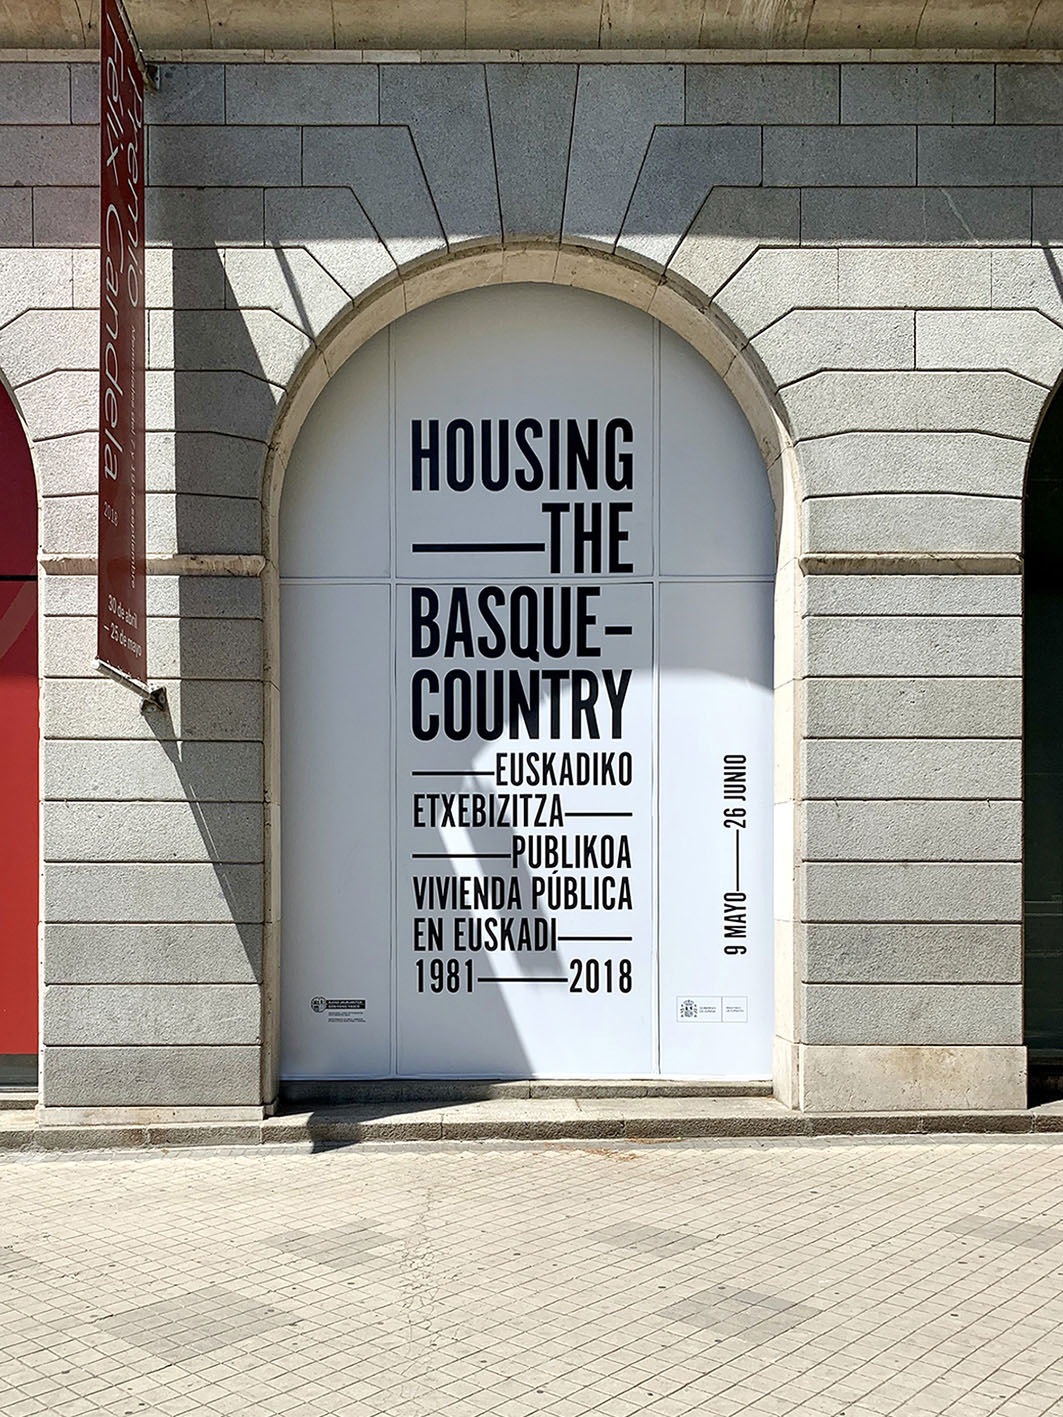 Premio
Félix Candela
2018
30 de abril
— 25 de mayo
HOUSING
——THE
BASQUE–
COUNTRY
——EUSKADIKO
ETXEBIZITZA——
——PUBLIKOA
VIVIENDA PÚBLICA
EN EUSKADI——
1981——2018
9 MAYO——26 JUNIO